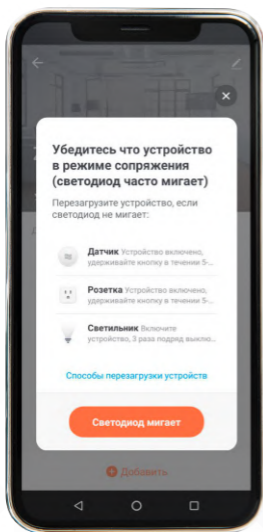 Убедитесь что устройство
в режиме сопряжения
(светодиод часто мигает)
Перезагрузите устройство, если
светодиод не мигает:
Датчик Устройство включено,
удерживайте кнопку в течение 5-...
Розетка Устройство включено,
удерживайте кнопку в течение 5-...
Светильник Включите
устройство, 3 раза подряд выклю...
Способы перезагрузки устройств
Светодиод мигает
Добавить